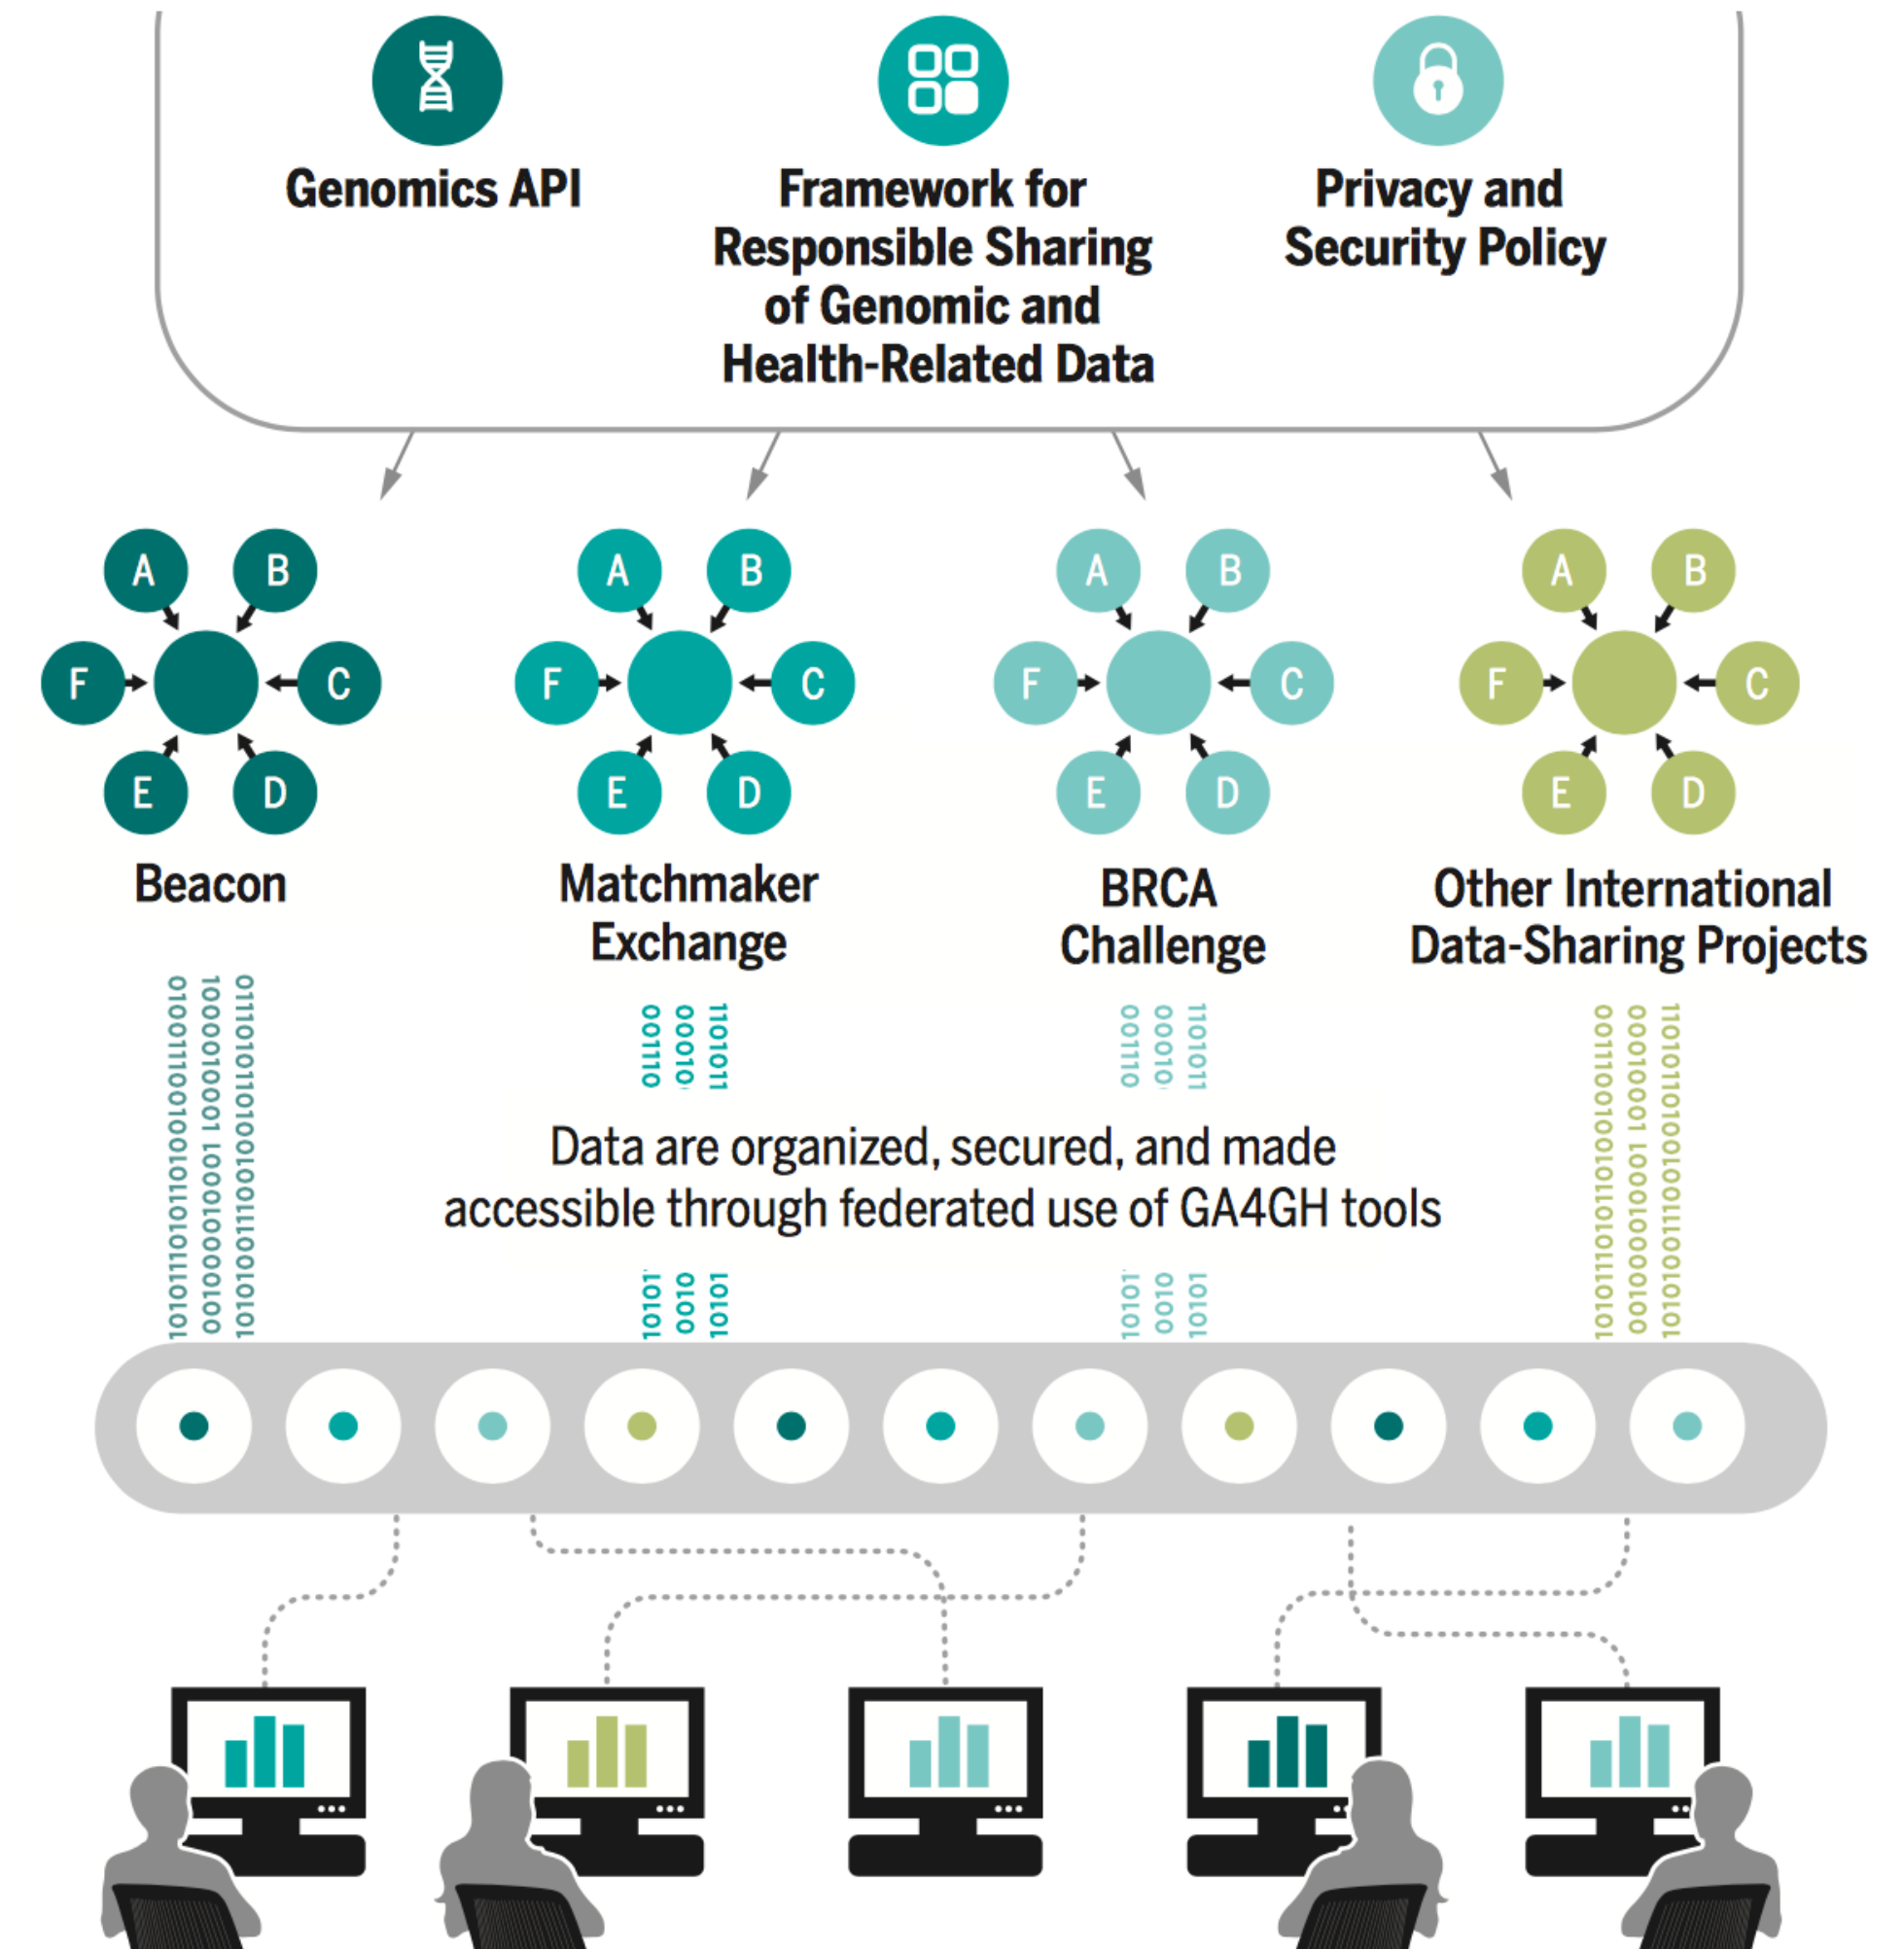 Genomics API
Framework for
Responsible Sharing
of Genomic and
Health-Related Data
Privacy and
Security Policy
A
B
F
C
E
D
Beacon
A
B
F
C
E
D
Matchmaker
Exchange
A
B
F
C
E
D
BRCA
Challenge
A
B
F
C
E
D
Other International
Data-Sharing Projects
Data are organized, secured, and made
accessible through federated use of GA4GH tools